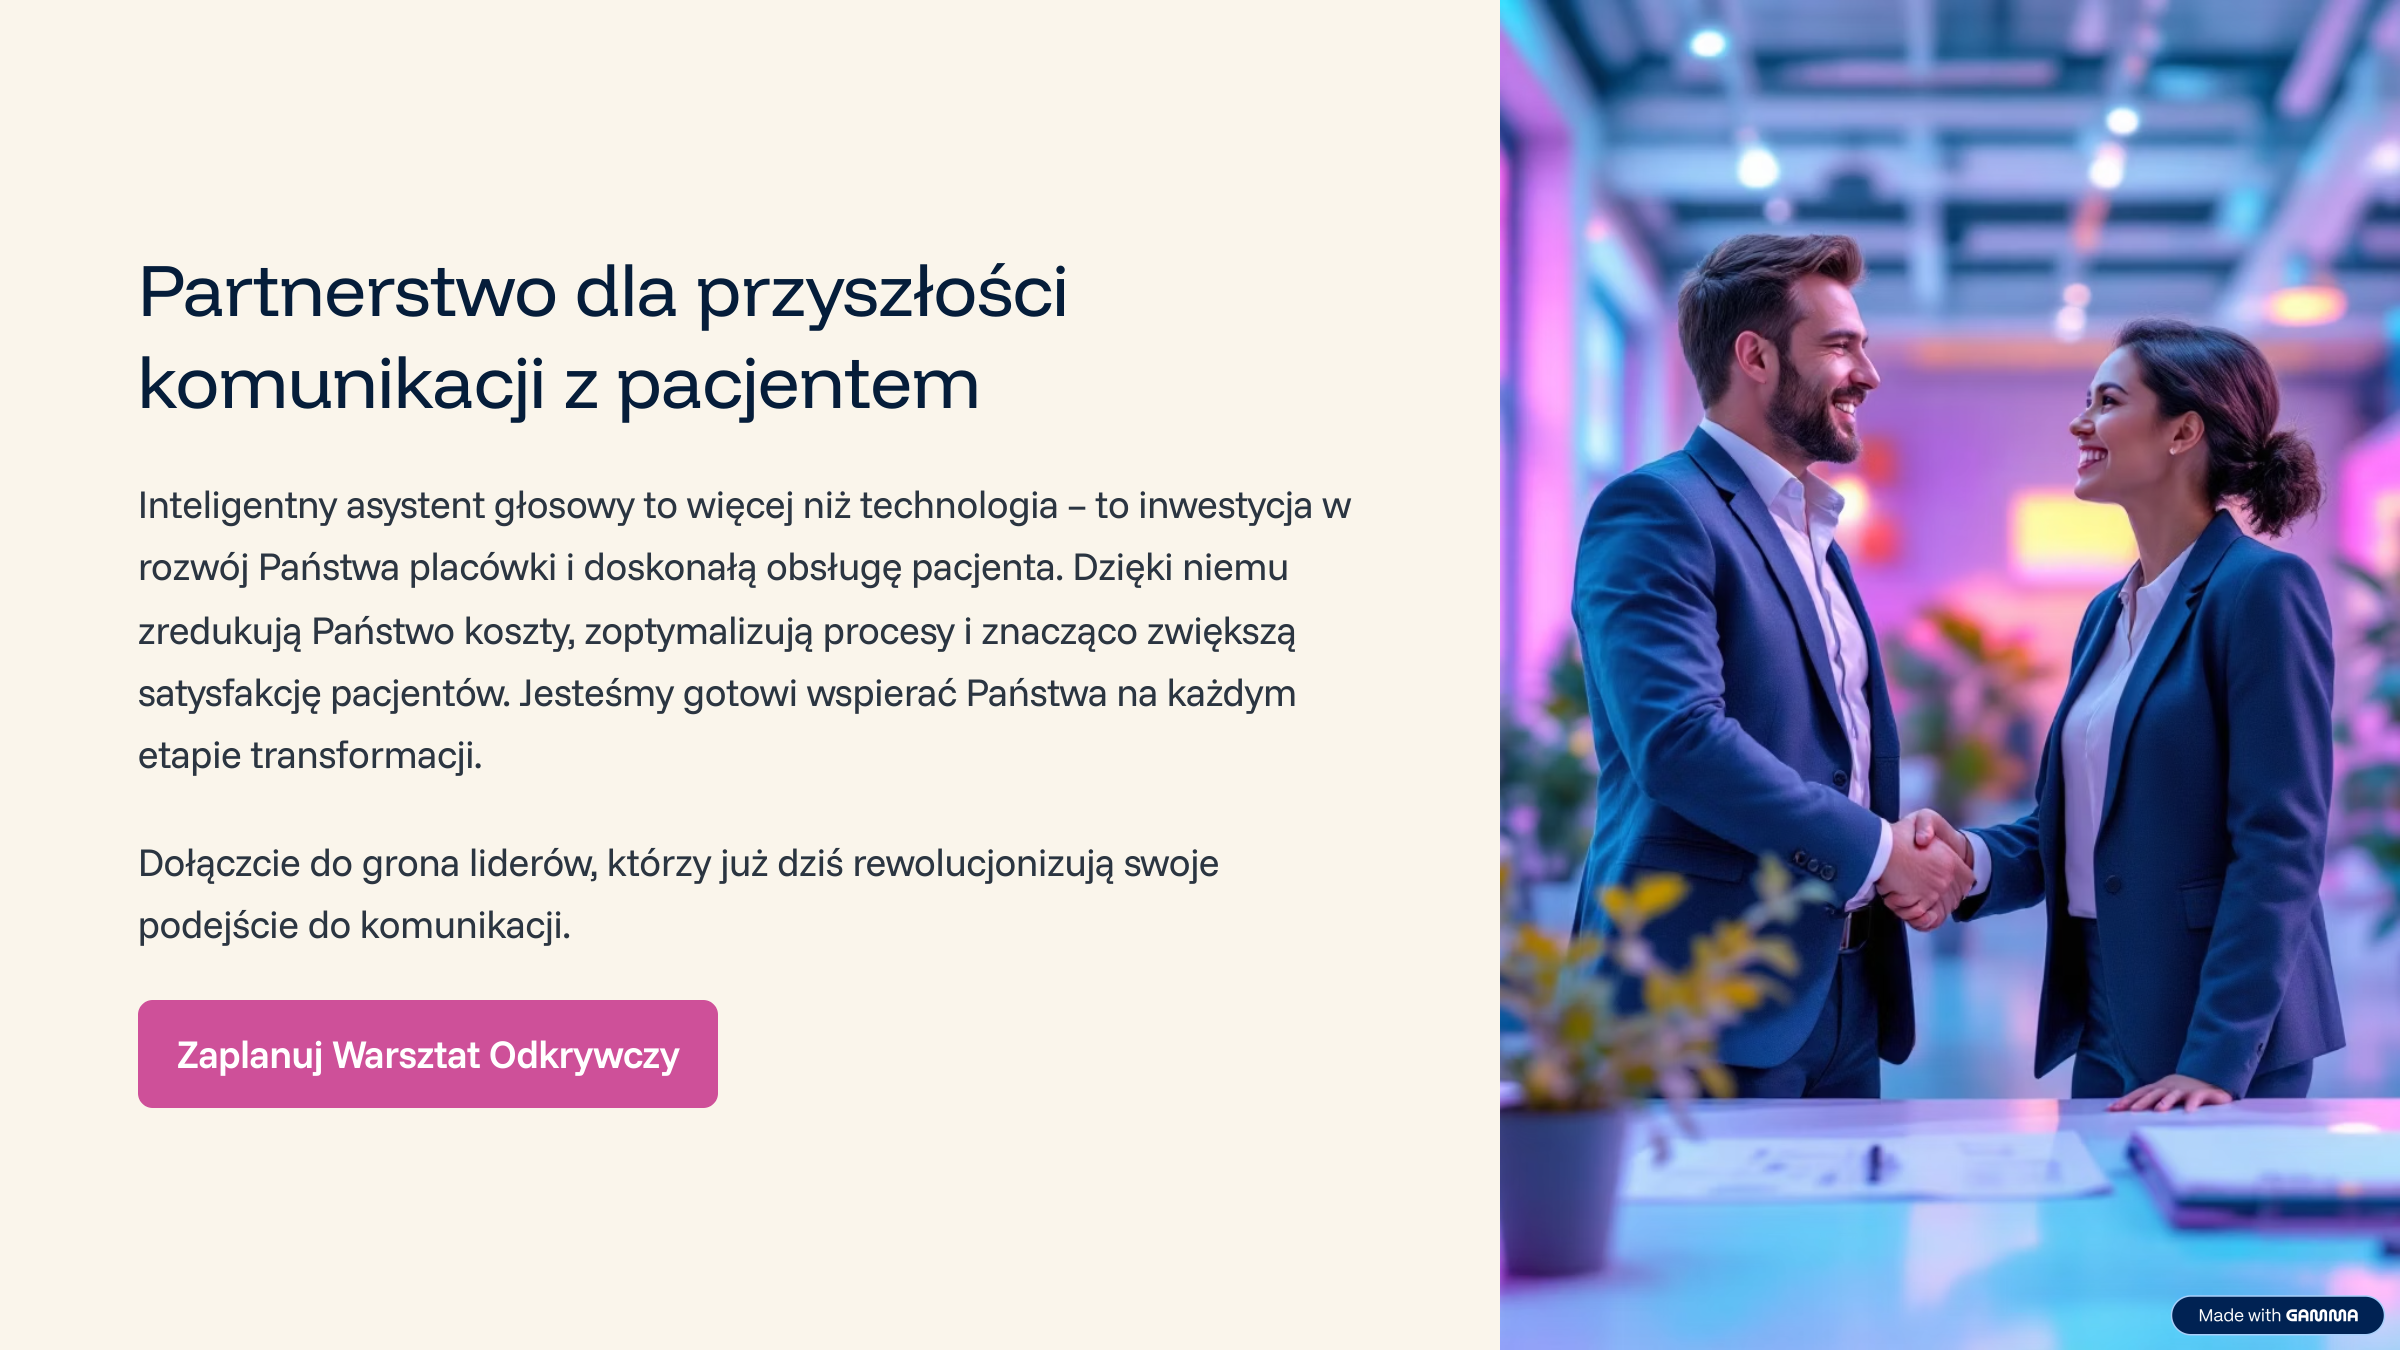 Partnerstwo dla przyszłości
komunikacji z pacjentem
Inteligentny asystent głosowy to więcej niż technologia – to inwestycja w
rozwój Państwa placówki i doskonałą obsługę pacjenta. Dzięki niemu
zredukują Państwo koszty, zoptymalizują procesy i znacząco zwiększą
satysfakcję pacjentów. Jesteśmy gotowi wspierać Państwa na każdym
etapie transformacji.
Dołączcie do grona liderów, którzy już dziś rewolucjonizują swoje
podejście do komunikacji.
Zaplanuj Warsztat Odkrywczy
Made with GAMMA